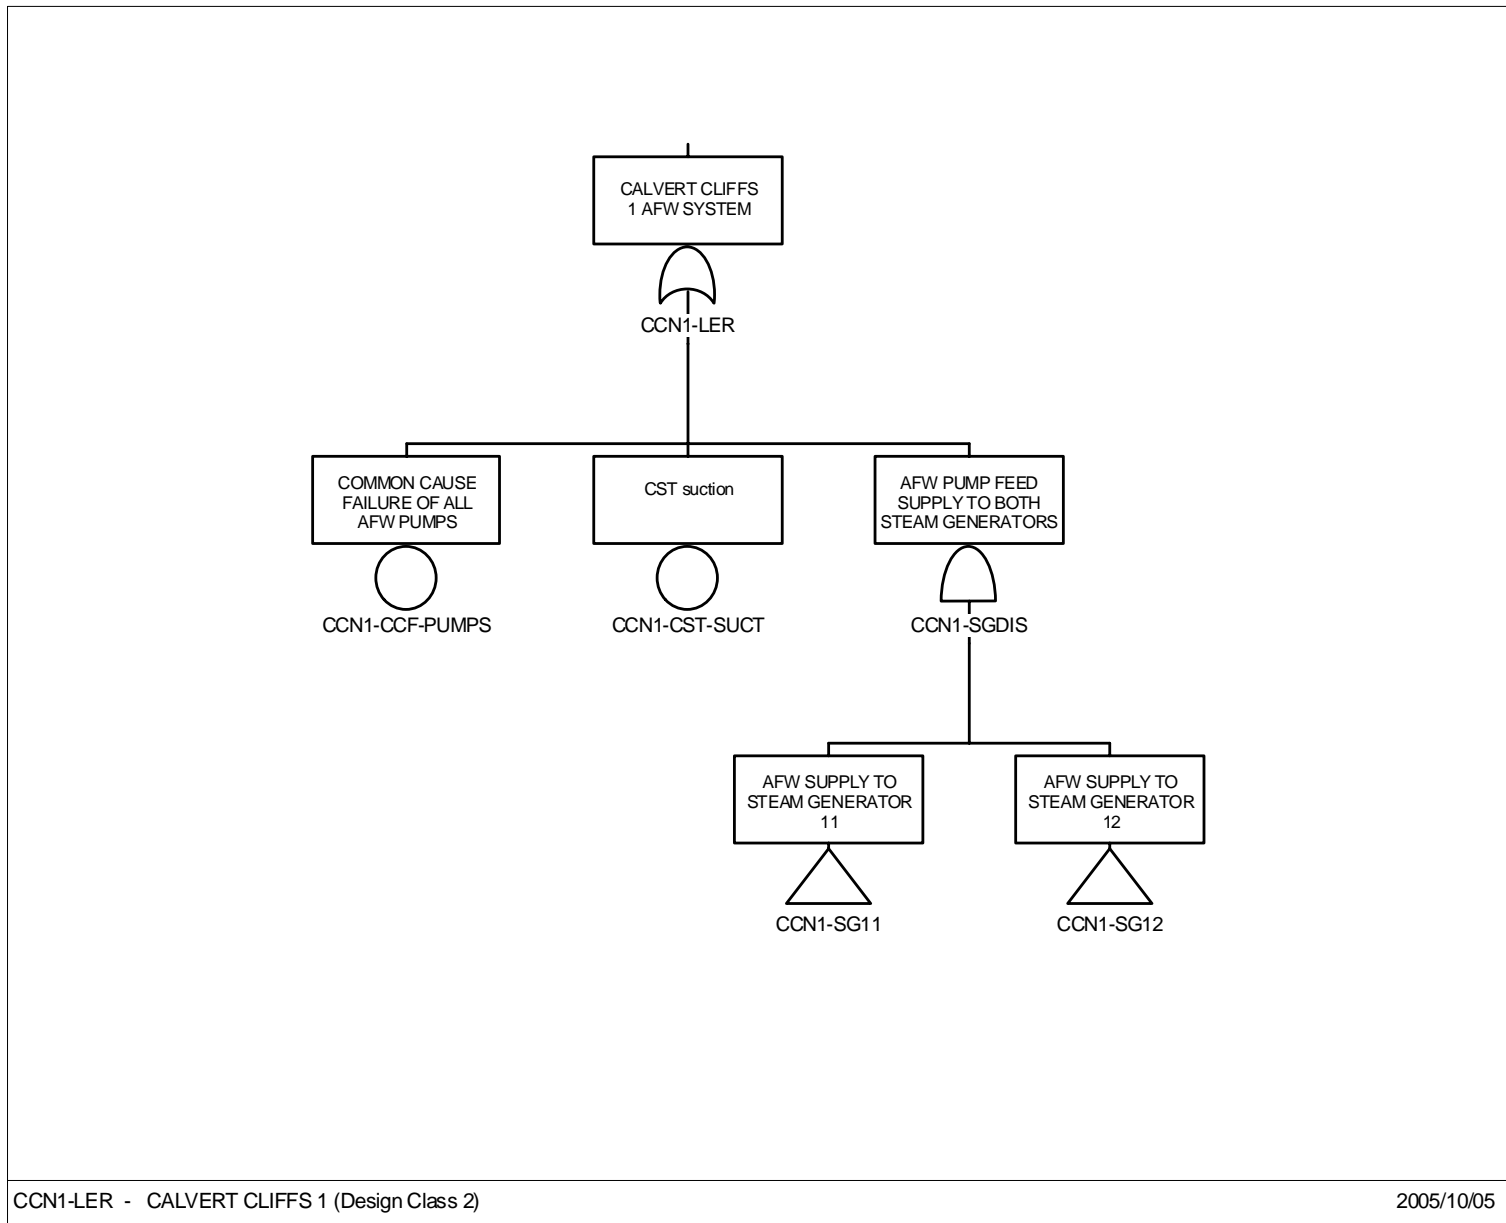 CALVERT CLIFFS
1 AFW SYSTEM
CCN1-LER
COMMON CAUSE
FAILURE OF ALL
AFW PUMPS
CCN1-CCF-PUMPS
CST suction
CCN1-CST-SUCT
AFW PUMP FEED
SUPPLY TO BOTH
STEAM GENERATORS
CCN1-SGDIS
AFW SUPPLY TO
STEAM GENERATOR
11
CCN1-SG11
AFW SUPPLY TO
STEAM GENERATOR
12
CCN1-SG12
CCN1-LER - CALVERT CLIFFS 1 (Design Class 2)
2005/10/05